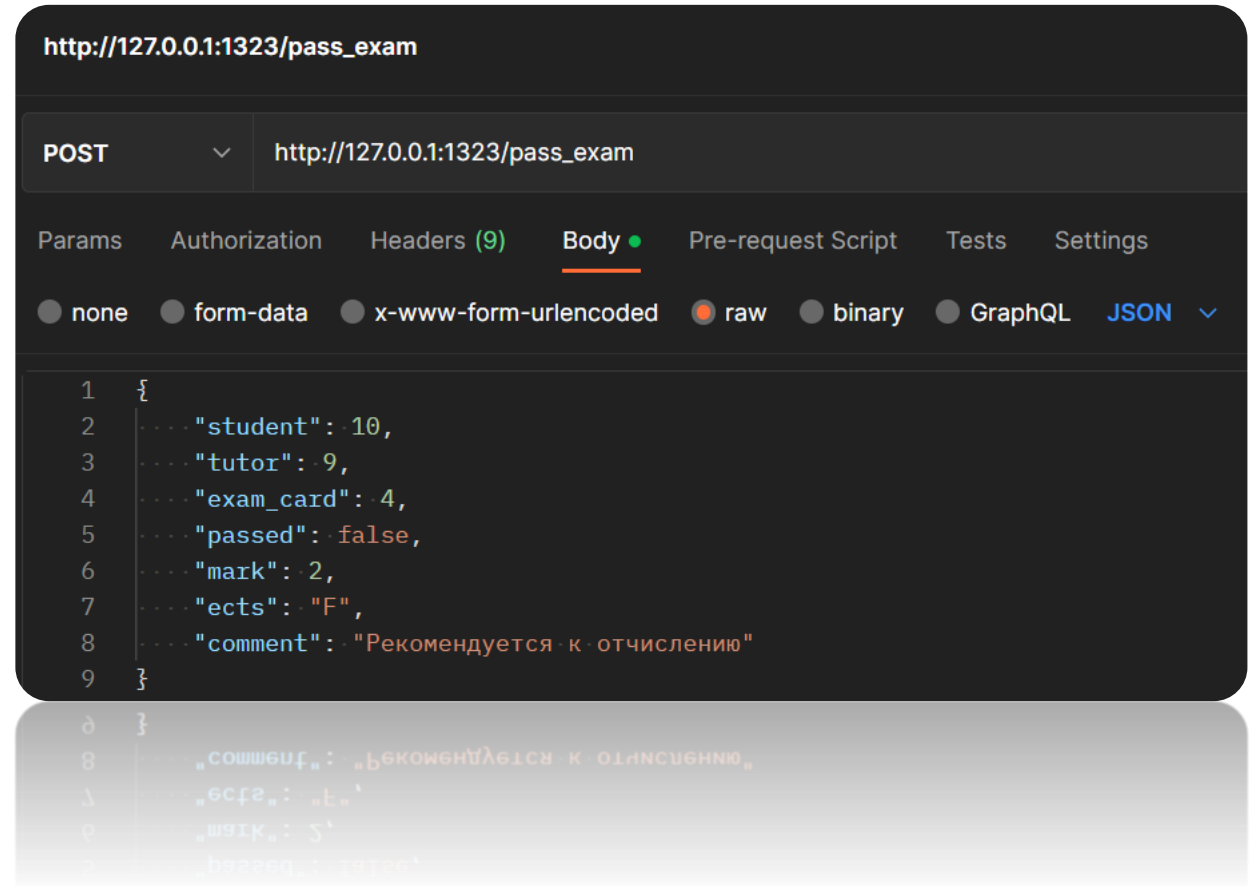 http://127.0.0.1:1323/pass_exam
POST http://127.0.0.1:1323/pass_exam
Params Authorization Headers (9) Body Pre-request Script Tests Settings
none form-data x-www-form-urlencoded raw binary GraphQL JSON
1 {
2 "student": 10,
3 "tutor": 9,
4 "exam_card": 4,
5 "passed": false,
6 "mark": 2,
7 "ects": "F",
8 "comment": "Рекомендуется к отчислению"
9 }